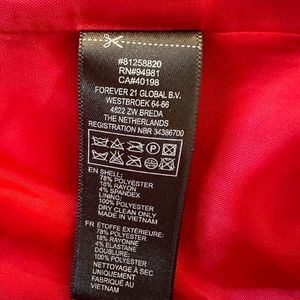 #81258820
RN#94981
CA#40198
FOREVER 21 GLOBAL B.V.
WESTBROEK 64-66
4822 ZW BREDA
THE NETHERLANDS
REGISTRATION NBR 34386700
EN SHELL:
78% POLYESTER
18% RAYON
4% SPANDEX
LINING:
100% POLYESTER
DRY CLEAN ONLY
MADE IN
VIETNAM
FR ÉTOFFE EXTÉRIEURE:
78% POLYESTER
18% RAYONNE
4% ELASTANE
DOUBLURE:
100% POLYESTER
NETTOYAGE À SEC
UNIQUEMENT
FABRIQUÉ AU
VIETNAM